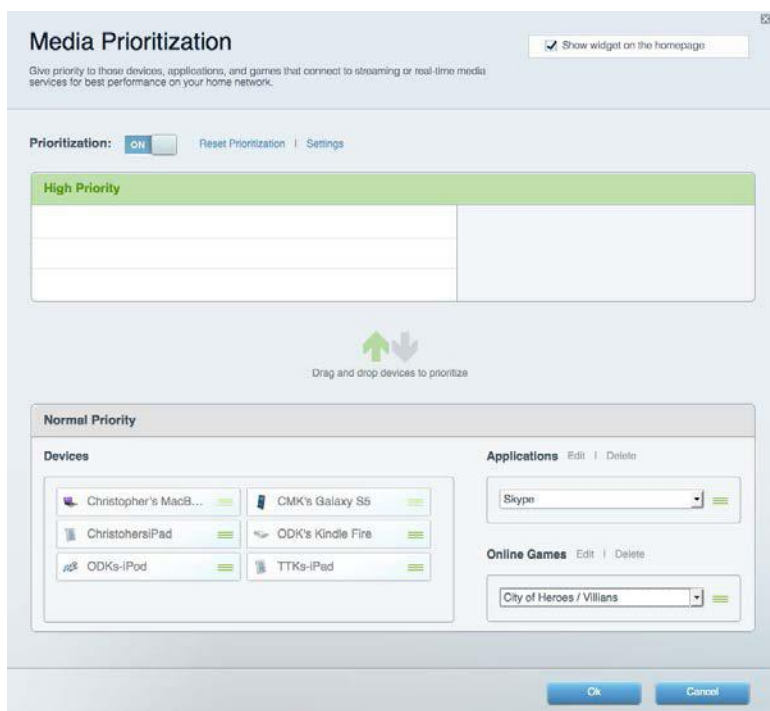 Media Prioritization
Show widget on the homepage
Give priority to those devices, applications, and games that connect to streaming or real-time media
services for best performance on your home network.
Prioritization: ON Reset Prioritization | Settings
High Priority
Drag and drop devices to prioritize
Normal Priority
Devices
Applications Edit | Delete
Christopher's MacB... CMK's Galaxy S5
Skype
ChristohersiPad ODK's Kindle Fire
ODKs-iPod TTKs-iPad
Online Games Edit | Delete
City of Heroes / Villians
Ok Cancel